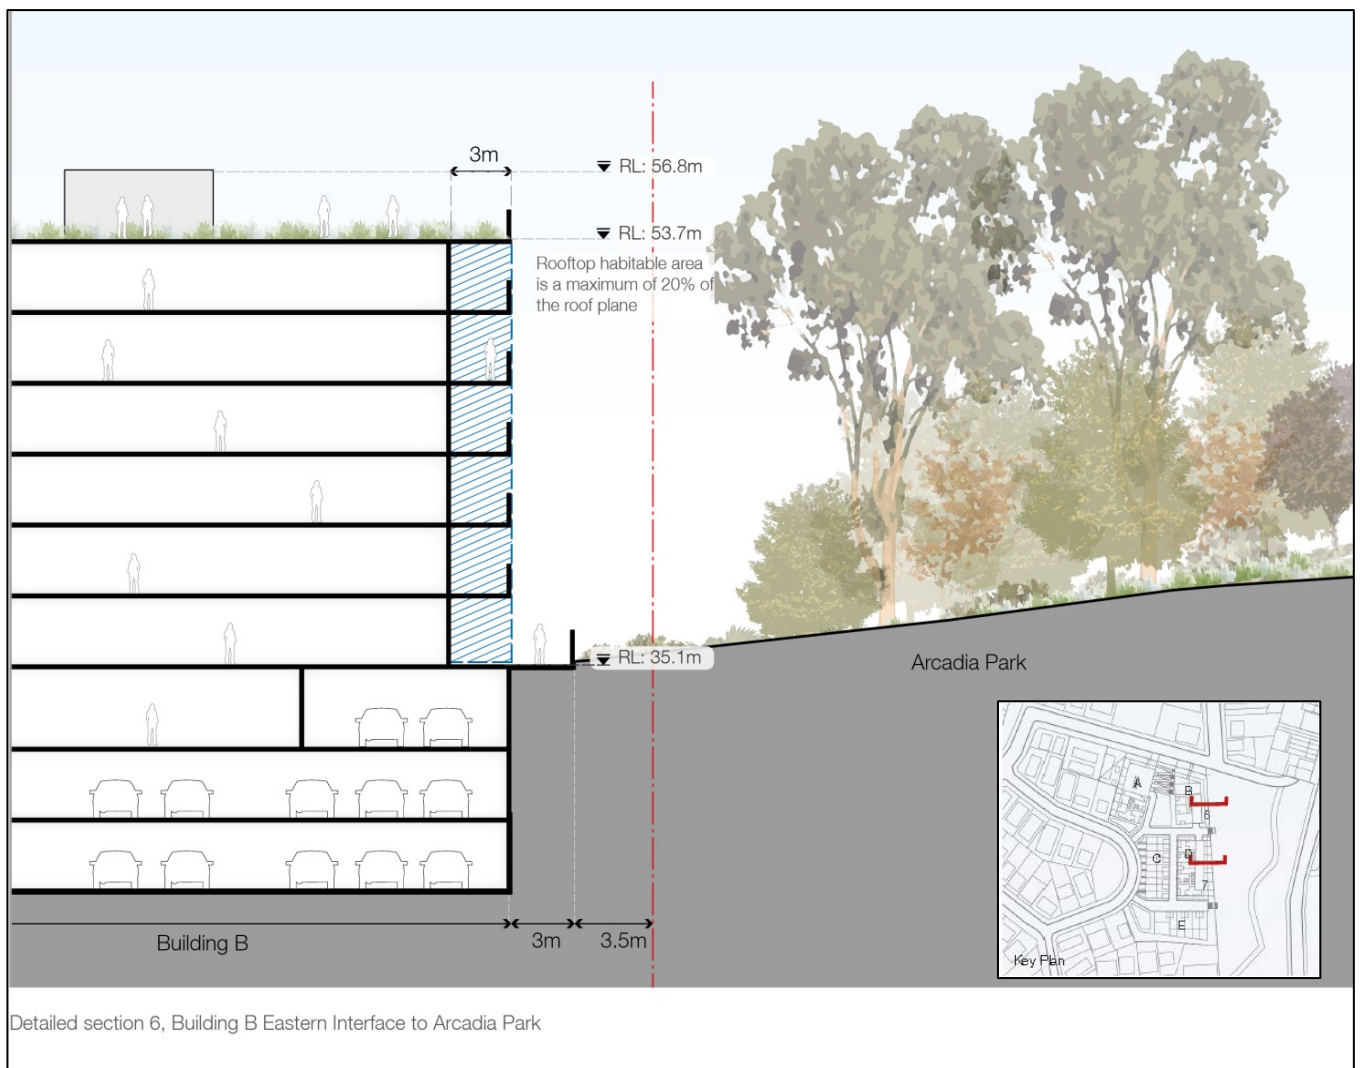 3m
RL: 56.8m
RL: 53.7m
Rooftop habitable area
is a maximum of 20% of
the roof plane
RL: 35.1m
Arcadia Park
A
B
6
C
D
7
E
Key Plan
Building B
3m
3.5m
Detailed section 6, Building B Eastern Interface to Arcadia Park